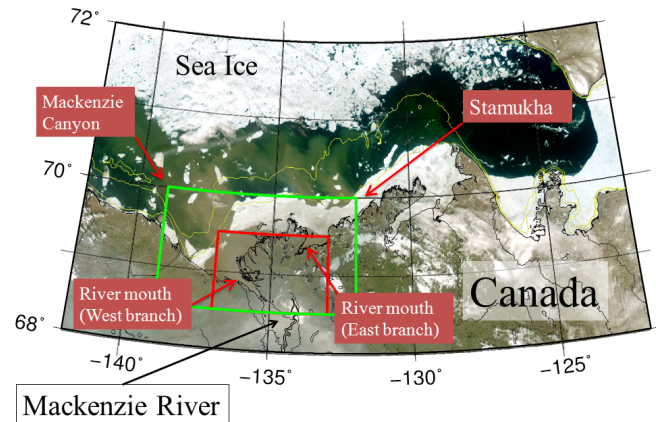 72°
Sea Ice
Mackenzie
Canyon
Stamukha
70°
River mouth
(West branch)
River mouth
(East branch)
Canada
68°
−140°
−135°
−130°
−125°
Mackenzie River